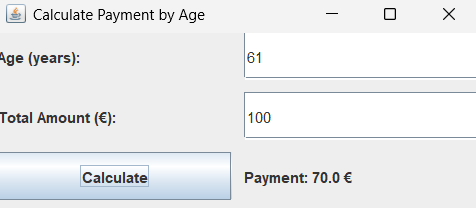 Calculate Payment by Age
Age (years):
61
Total Amount (€):
100
Calculate
Payment: 70.0 €